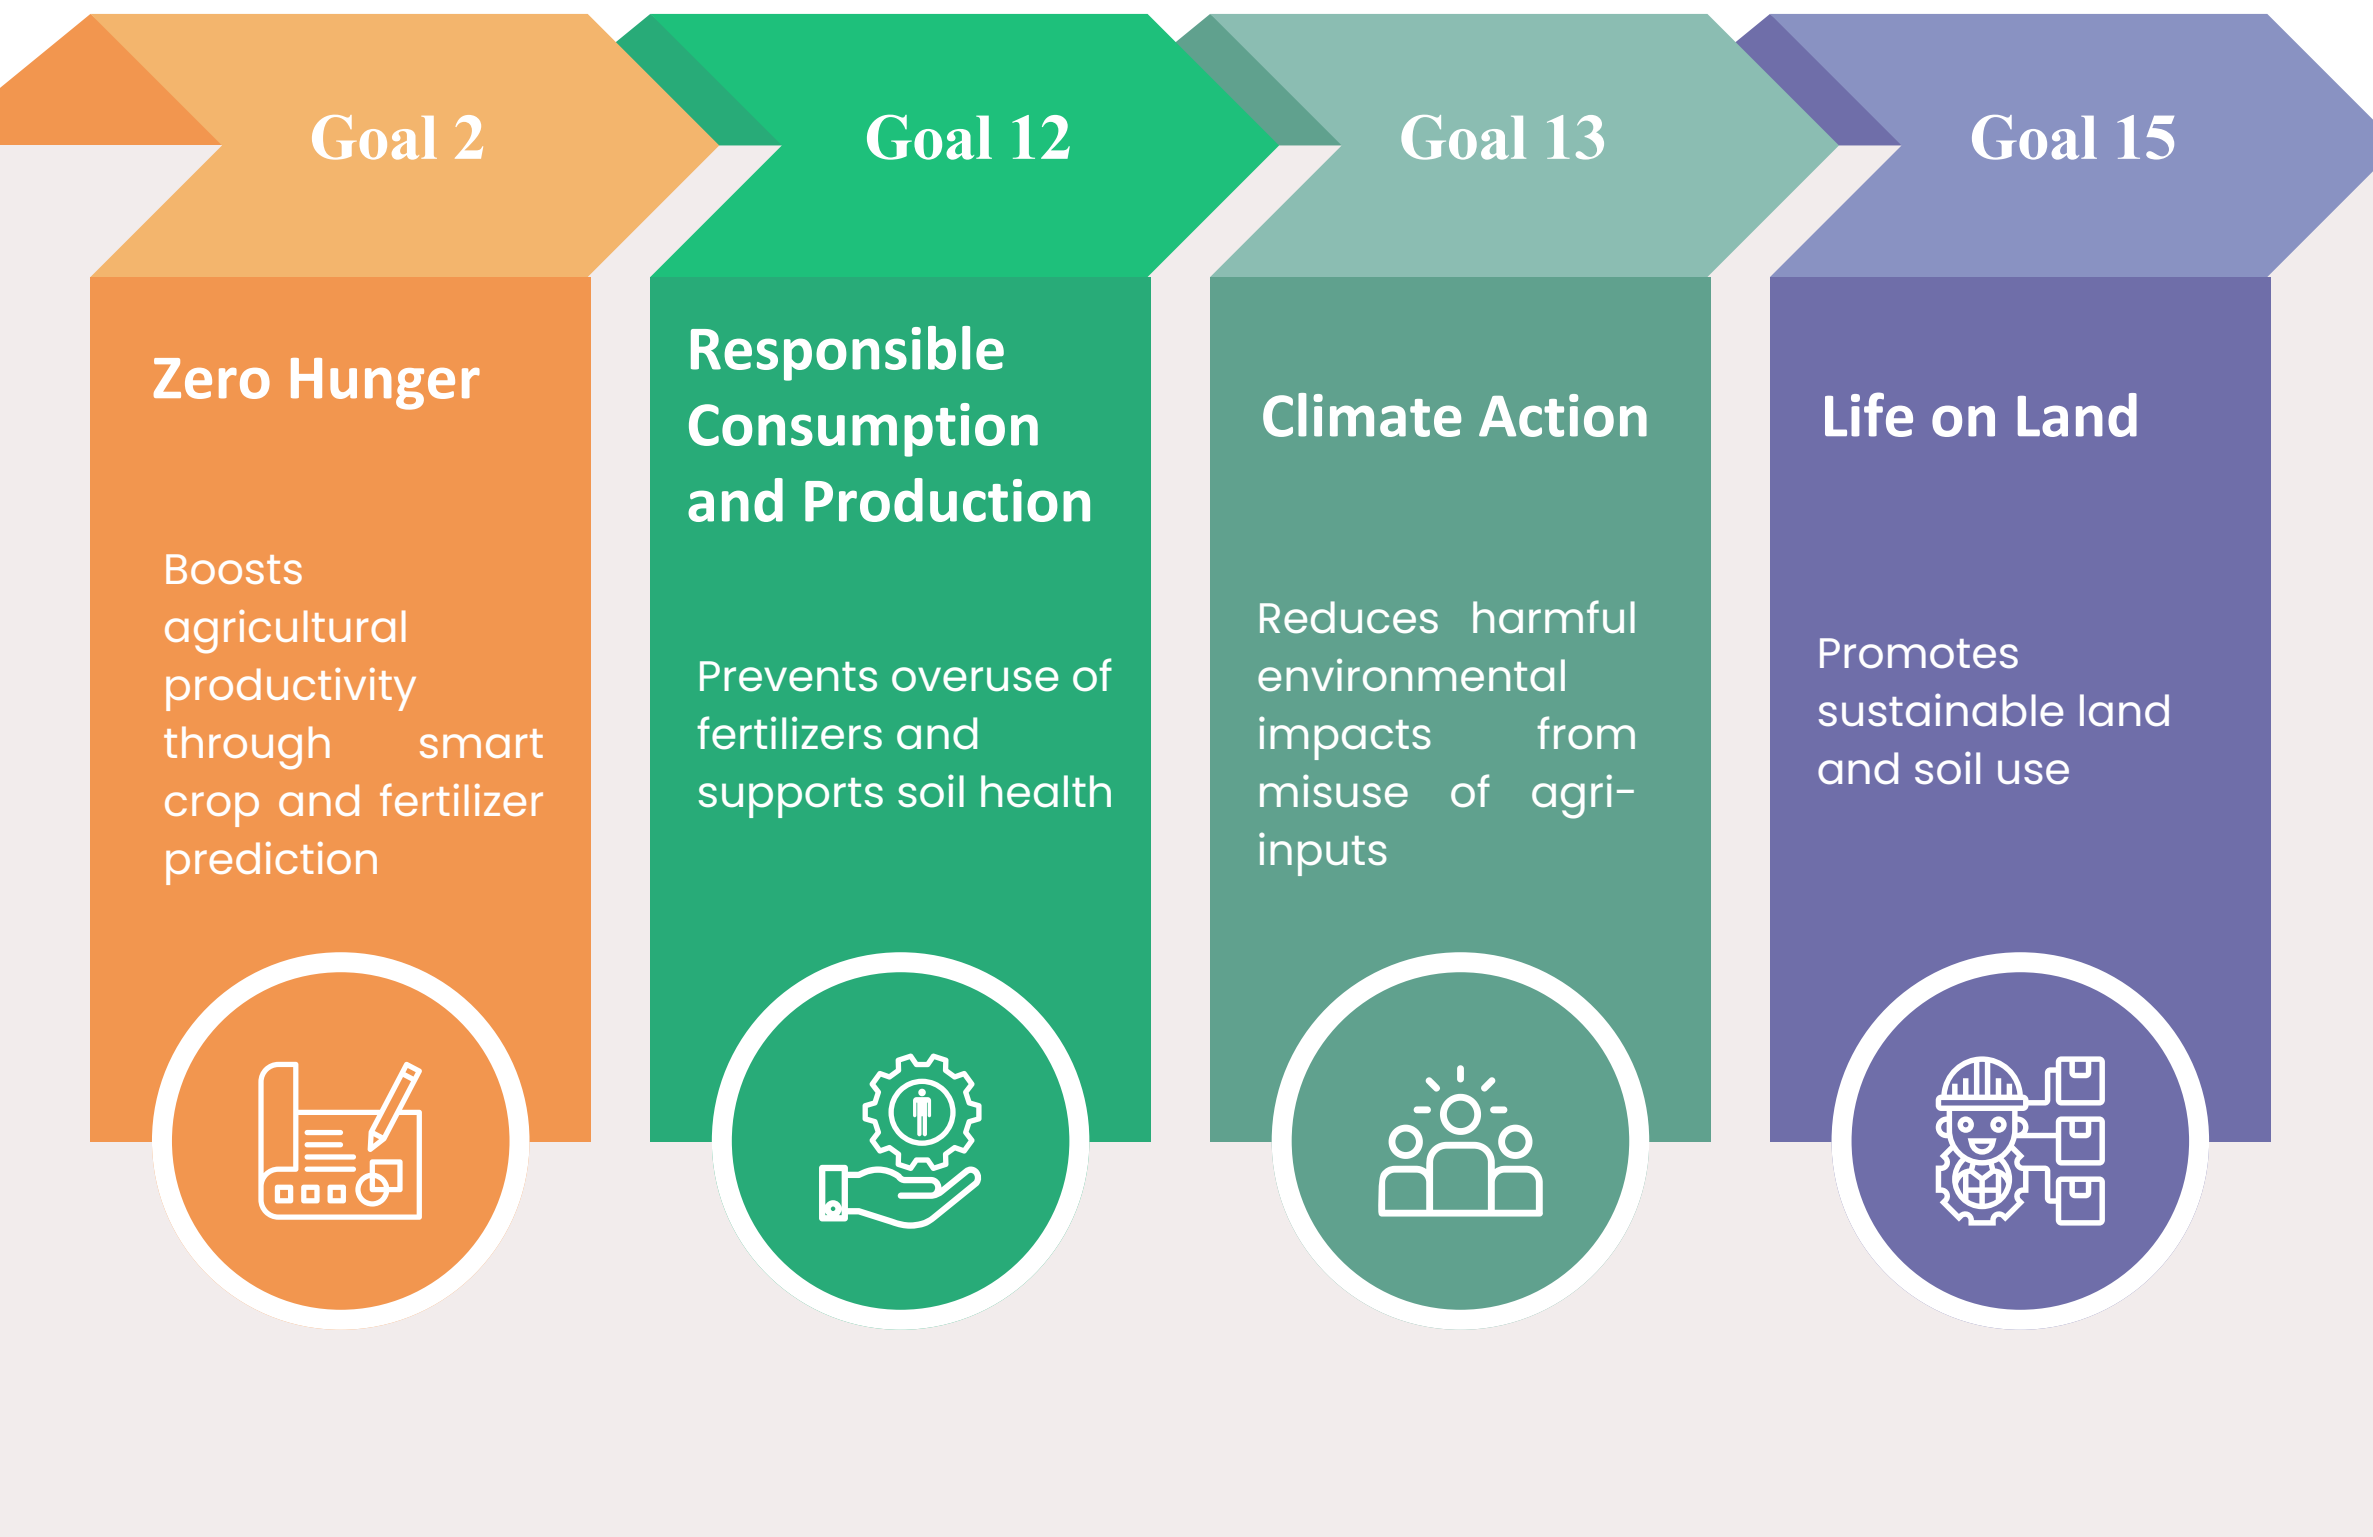 Goal 2
Zero Hunger
Boosts
agricultural
productivity
through smart
crop and fertilizer
prediction
Goal 12
Responsible
Consumption
and Production
Prevents overuse of
fertilizers and
supports soil health
Goal 13
Climate Action
Reduces harmful
environmental
impacts from
misuse of agri-
inputs
Goal 15
Life on Land
Promotes
sustainable land
and soil use